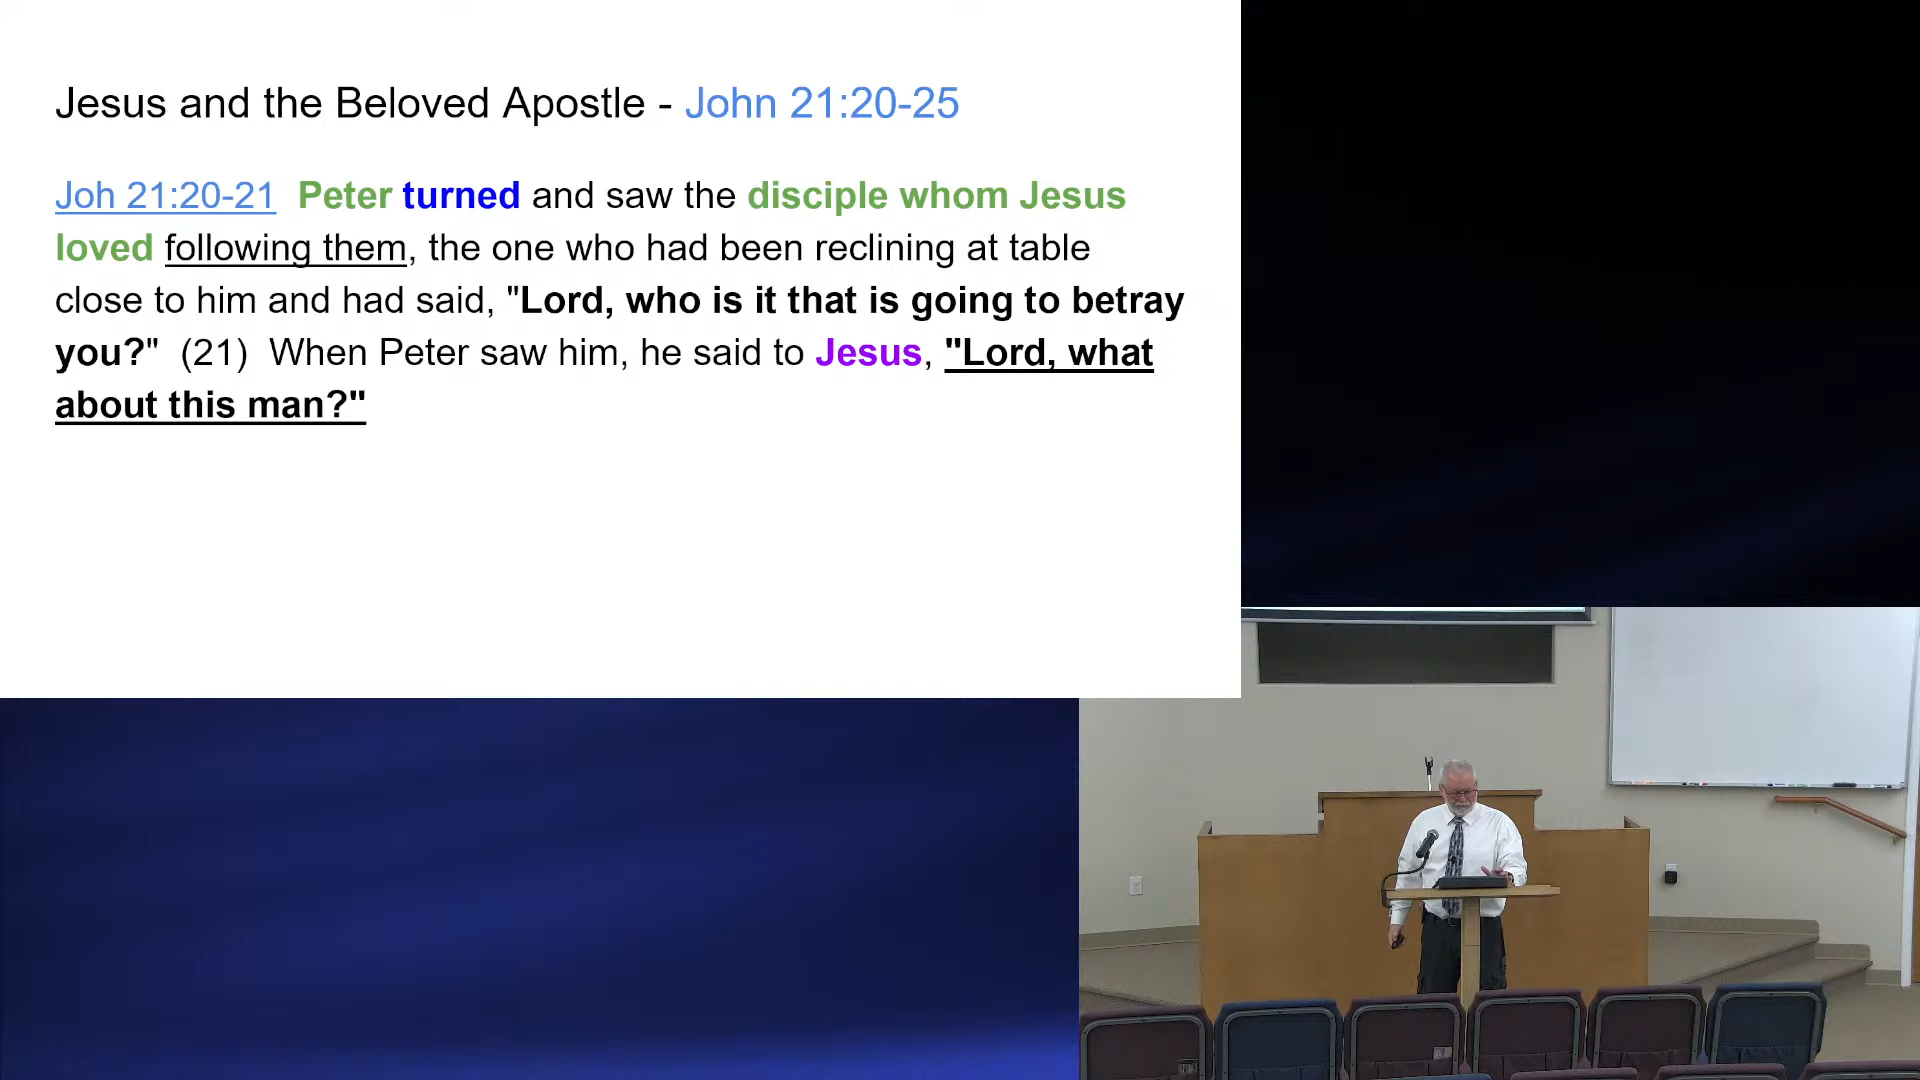 Jesus and the Beloved Apostle - John 21:20-25
Joh 21:20-21 Peter turned and saw the disciple whom Jesus
loved following them, the one who had been reclining at table
close to him and had said, "Lord, who is it that is going to betray
you?" (21) When Peter saw him, he said to Jesus, "Lord, what
about this man?"